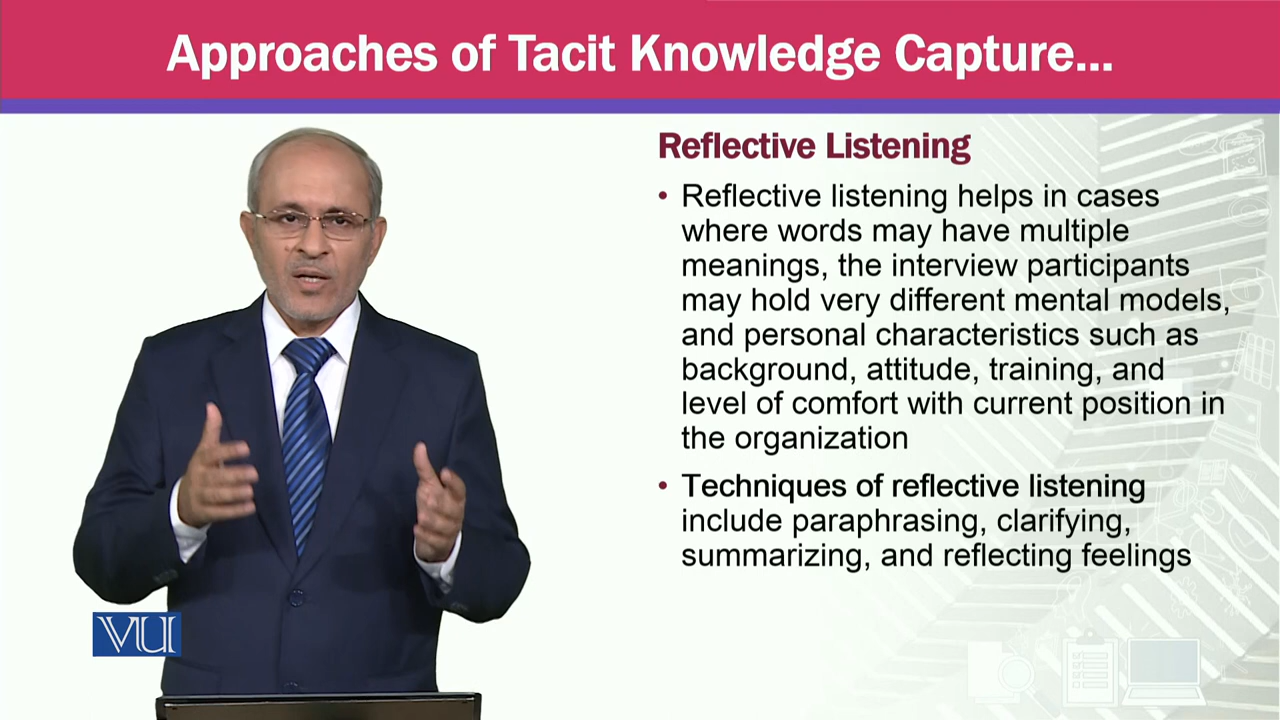 Approaches of Tacit Knowledge Capture...
Reflective Listening
• Reflective listening helps in cases
where words may have multiple
meanings, the interview participants
may hold very different mental models,
and personal characteristics such as
background, attitude, training, and
level of comfort with current position in
the organization
• Techniques of reflective listening
include paraphrasing, clarifying,
summarizing, and reflecting feelings
VU